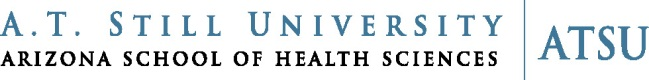 A.T. STILL UNIVERSITY
ARIZONA SCHOOL OF HEALTH SCIENCES
ATSU